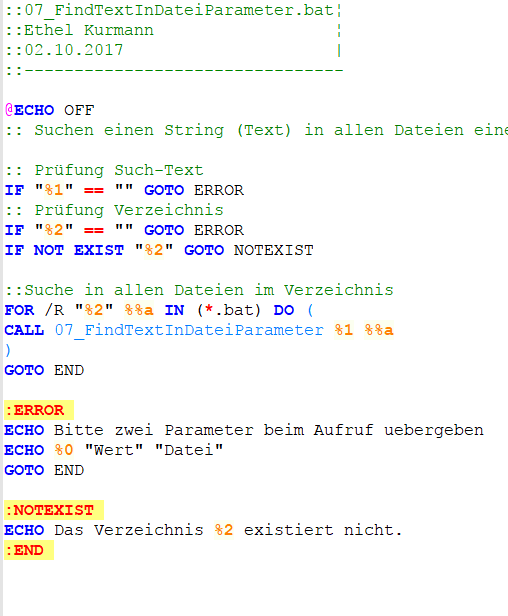 ::07_FindTextInDateiParameter.bat¦
::Ethel Kurmann ¦
::02.10.2017 |
::--------------------------------
@ECHO OFF
:: Suchen einen String (Text) in allen Dateien eine
:: Prüfung Such-Text
IF "%1" == "" GOTO ERROR
:: Prüfung Verzeichnis
IF "%2" == "" GOTO ERROR
IF NOT EXIST "%2" GOTO NOTEXIST
::Suche in allen Dateien im Verzeichnis
FOR /R "%2" %%a IN (*.bat) DO (
CALL 07_FindTextInDateiParameter %1 %%a
)
GOTO END
:ERROR
ECHO Bitte zwei Parameter beim Aufruf uebergeben
ECHO %0 "Wert" "Datei"
GOTO END
:NOTEXIST
ECHO Das Verzeichnis %2 existiert nicht.
:END